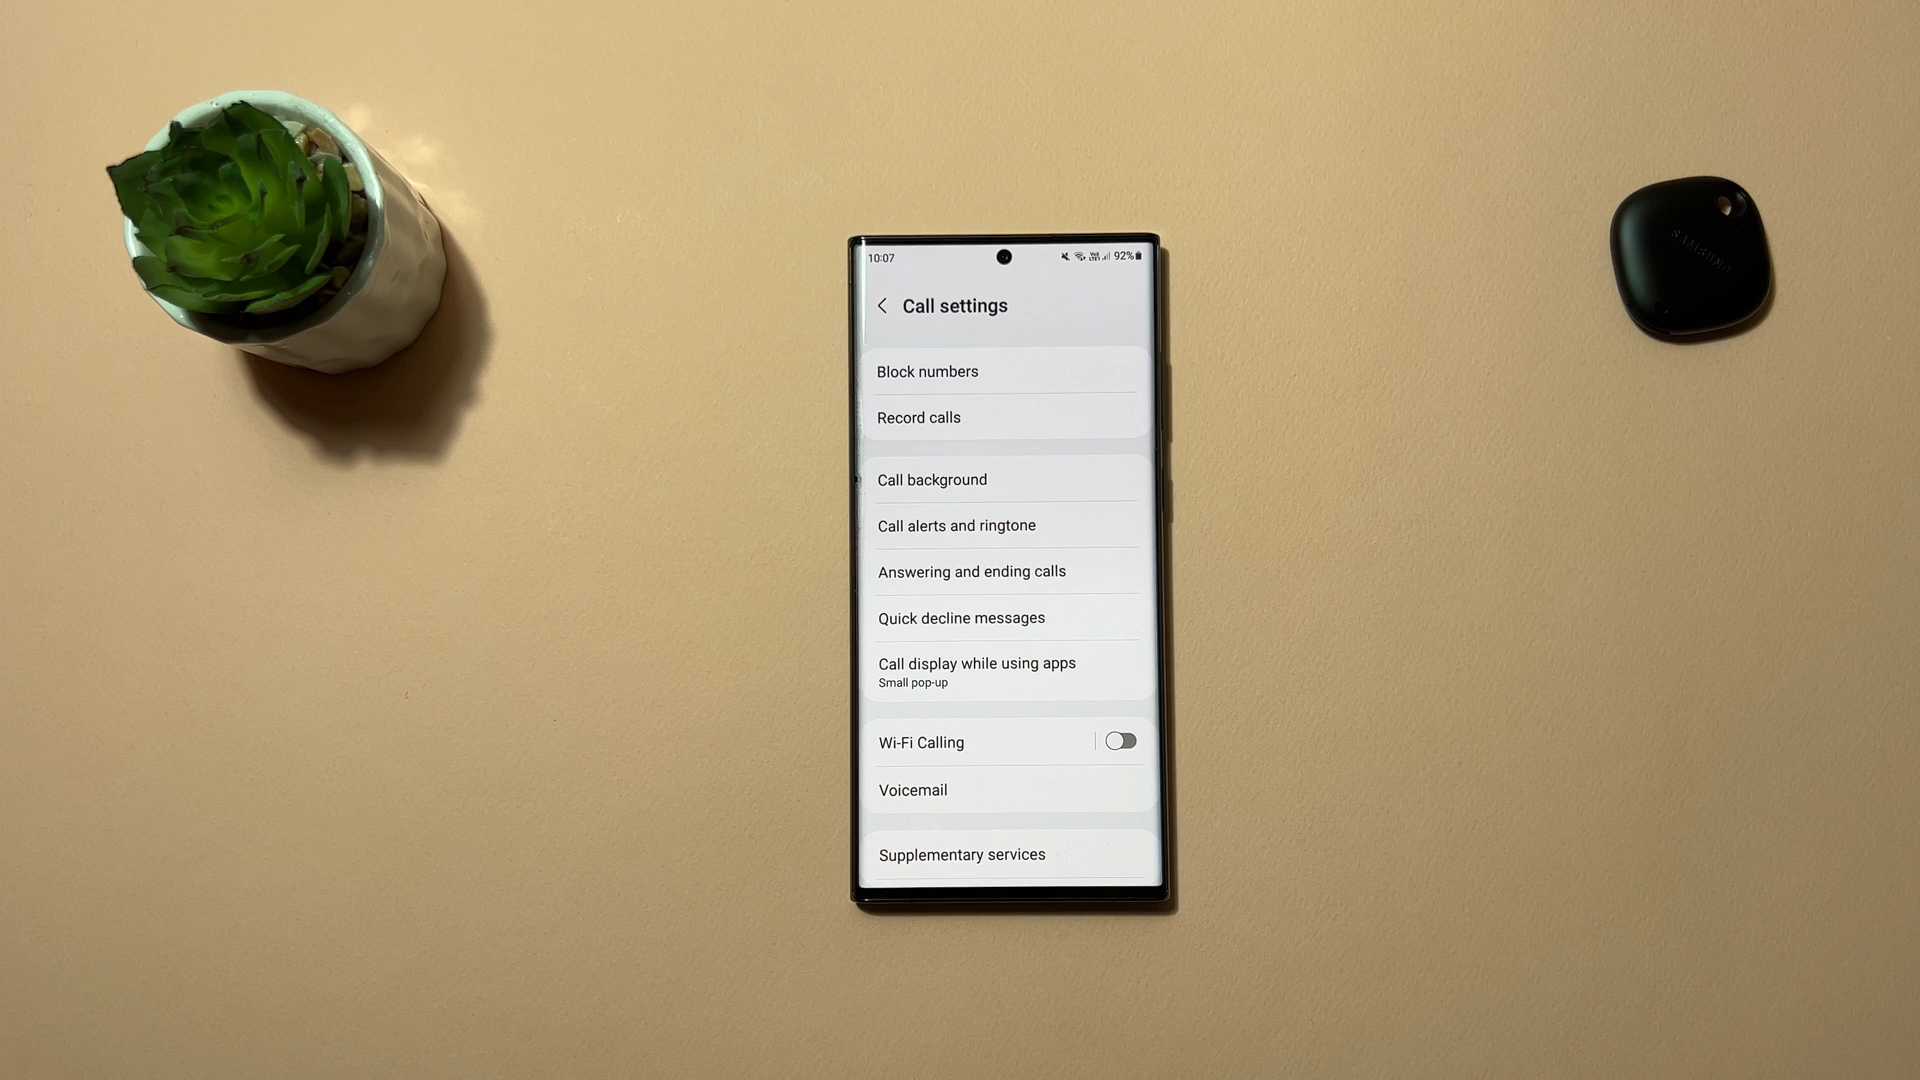 10:07
92%
Call settings
Block numbers
Record calls
Call background
Call alerts and ringtone
Answering and ending calls
Quick decline messages
Call display while using apps
Small pop-up
Wi-Fi Calling
Voicemail
Supplementary services
SAMSUNG